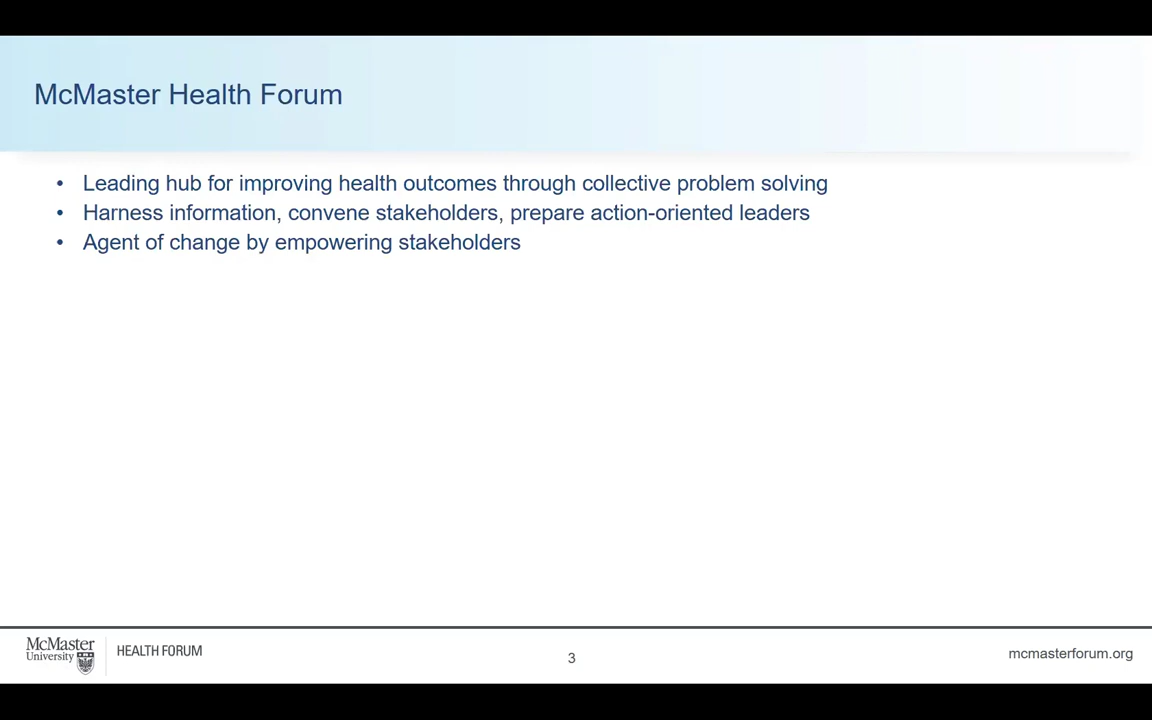 McMaster Health Forum
• Leading hub for improving health outcomes through collective problem solving
• Harness information, convene stakeholders, prepare action-oriented leaders
• Agent of change by empowering stakeholders
McMaster
University
HEALTH FORUM
3
mcmasterforum.org